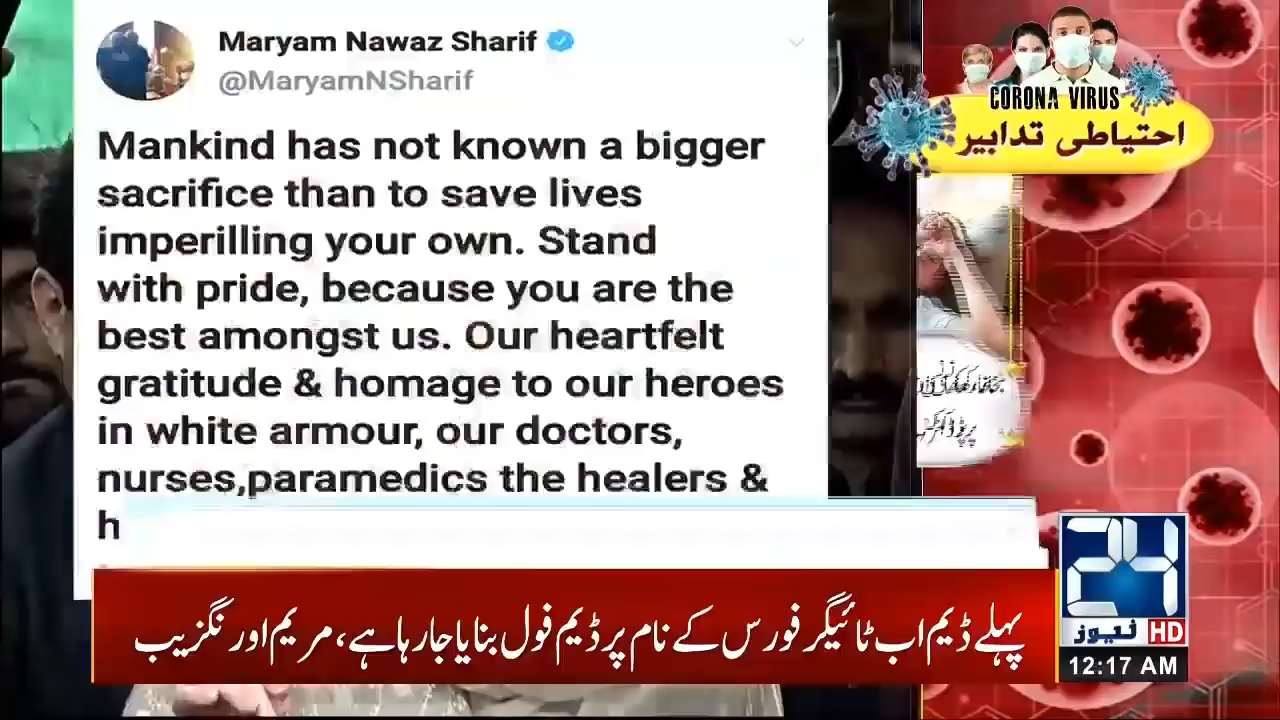 Maryam Nawaz Sharif
@MaryamNSharif
Mankind has not known a bigger
sacrifice than to save lives
imperilling your own. Stand
with pride, because you are the
best amongst us. Our heartfelt
gratitude & homage to our heroes
in white armour, our doctors,
nurses,paramedics the healers &
h
CORONA VIRUS
احتیاطی تدابیر
پہلے ڈیم اب ٹائیگر فورس کے نام پر ڈیم فول بنایا جا رہا ہے، مریم اورنگزیب
24
نیوز HD
12:17 AM